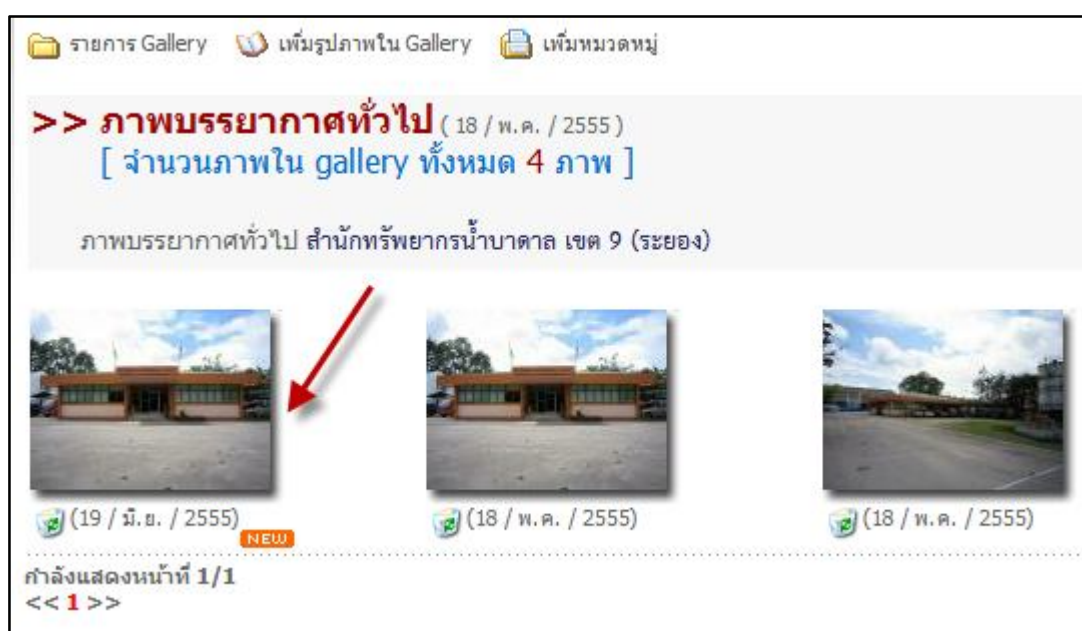 รายการ Gallery เพิ่มรูปภาพใน Gallery เพิ่มหมวดหมู่
>> ภาพบรรยากาศทั่วไป ( 18 / พ.ค. / 2555 )
[ จำนวนภาพใน gallery ทั้งหมด 4 ภาพ ]
ภาพบรรยากาศทั่วไป สำนักทรัพยากรน้ำบาดาล เขต 9 (ระยอง)
(19 / มิ.ย. / 2555) (18 / พ.ค. / 2555) (18 / พ.ค. / 2555)
NEW
กำลังแสดงหน้าที่ 1/1
<< 1 >>